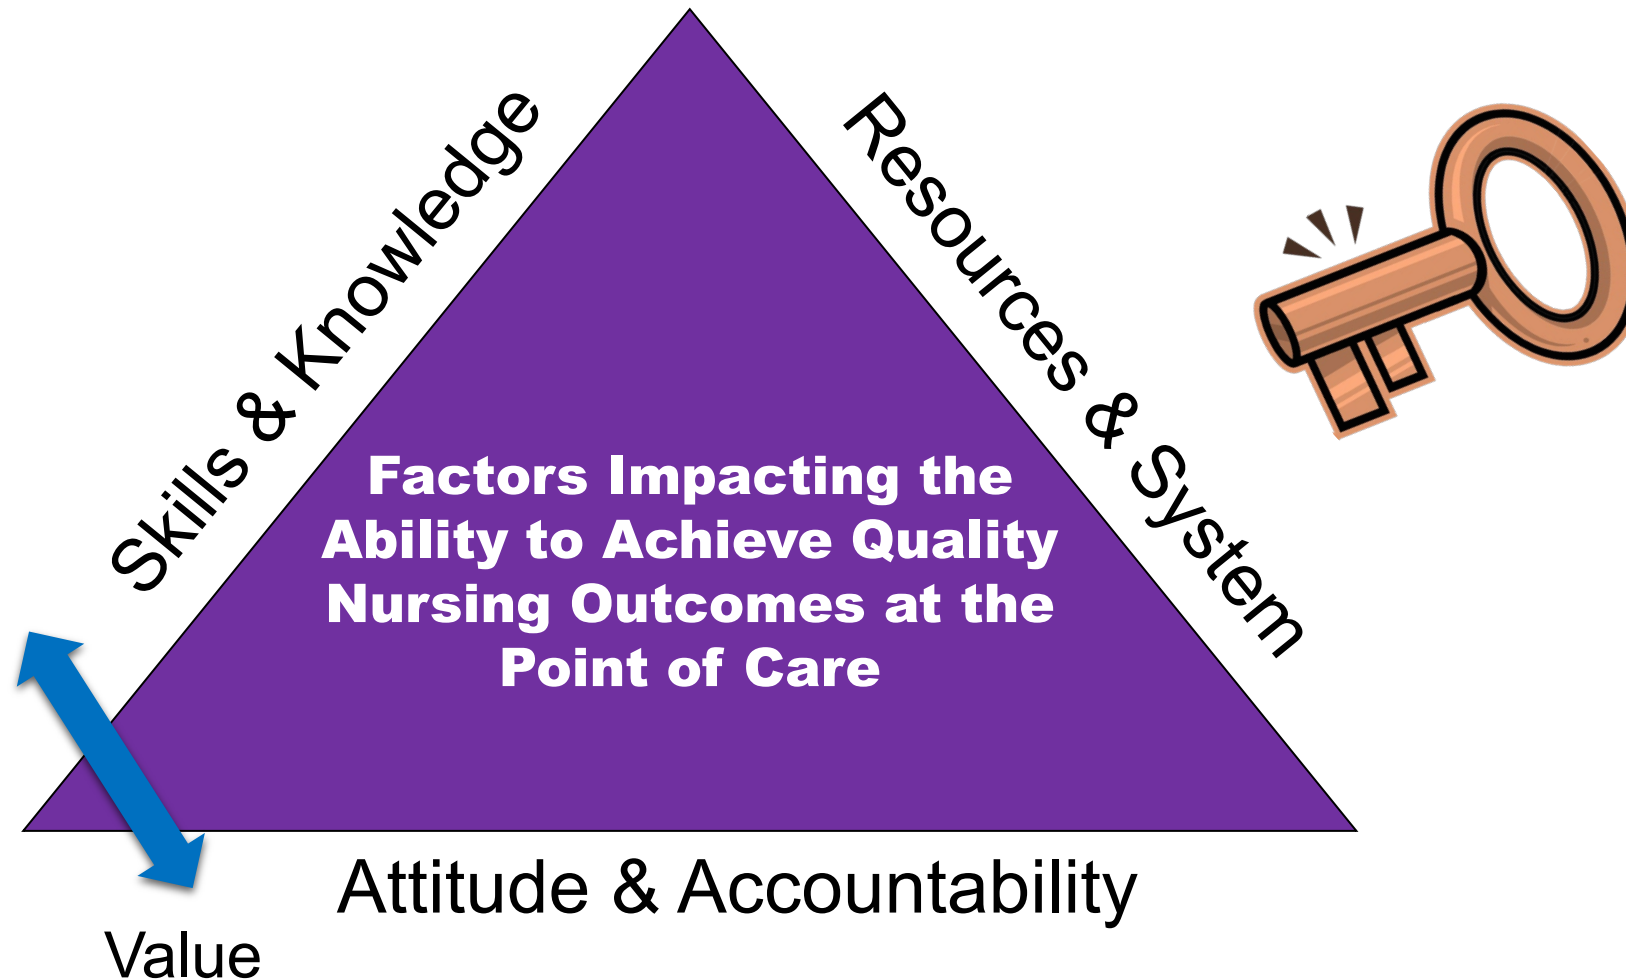 Skills & Knowledge
Resources & System
Factors Impacting the
Ability to Achieve Quality
Nursing Outcomes at the
Point of Care
Attitude & Accountability
Value